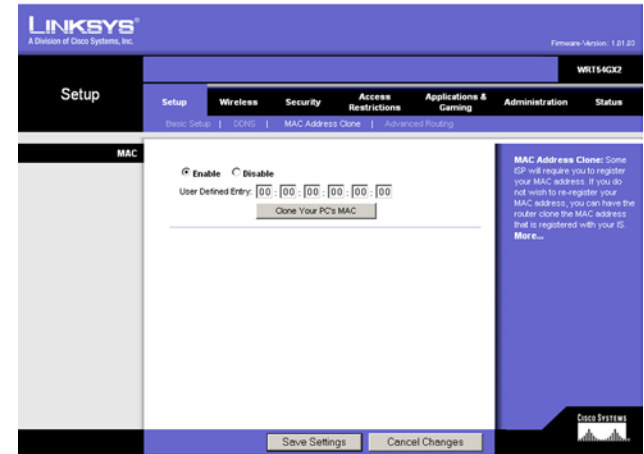 LINKSYS®
A Division of Cisco Systems, Inc.
Firmware-Version: 1.01.03
WRT54GX2
Setup
Setup Wireless Security Access Restrictions Applications & Gaming Administration Status
Basic Setup | DDNS | MAC Address Clone | Advanced Routing
MAC
Enable Disable
User Defined Entry: 00 : 00 : 00 : 00 : 00 : 00
Clone Your PC's MAC
MAC Address Clone: Some
ISP will require you to register
your MAC address. If you do
not wish to re-register your
MAC address, you can have the
router clone the MAC address
that is registered with your IS.
More...
Save Settings Cancel Changes
CISCO SYSTEMS